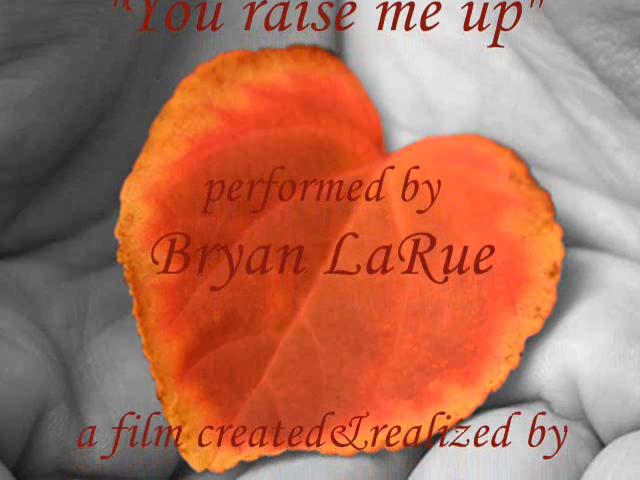 "You raise me up"
performed by
Bryan LaRue
a film created&realized by